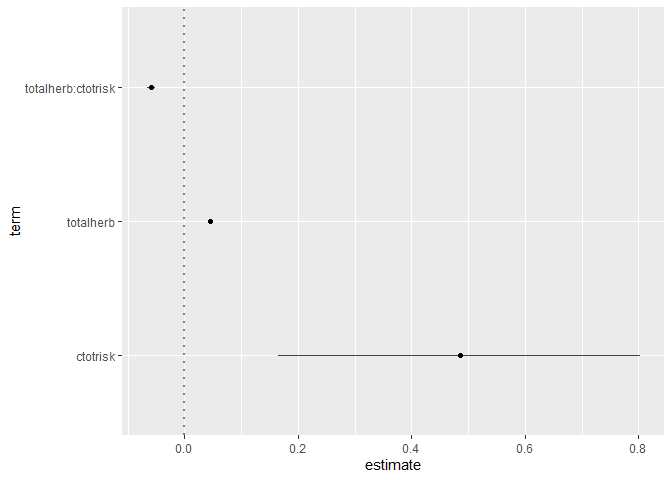 term
totalherb:ctotrisk
totalherb
ctotrisk
0.0 0.2 0.4 0.6 0.8
estimate